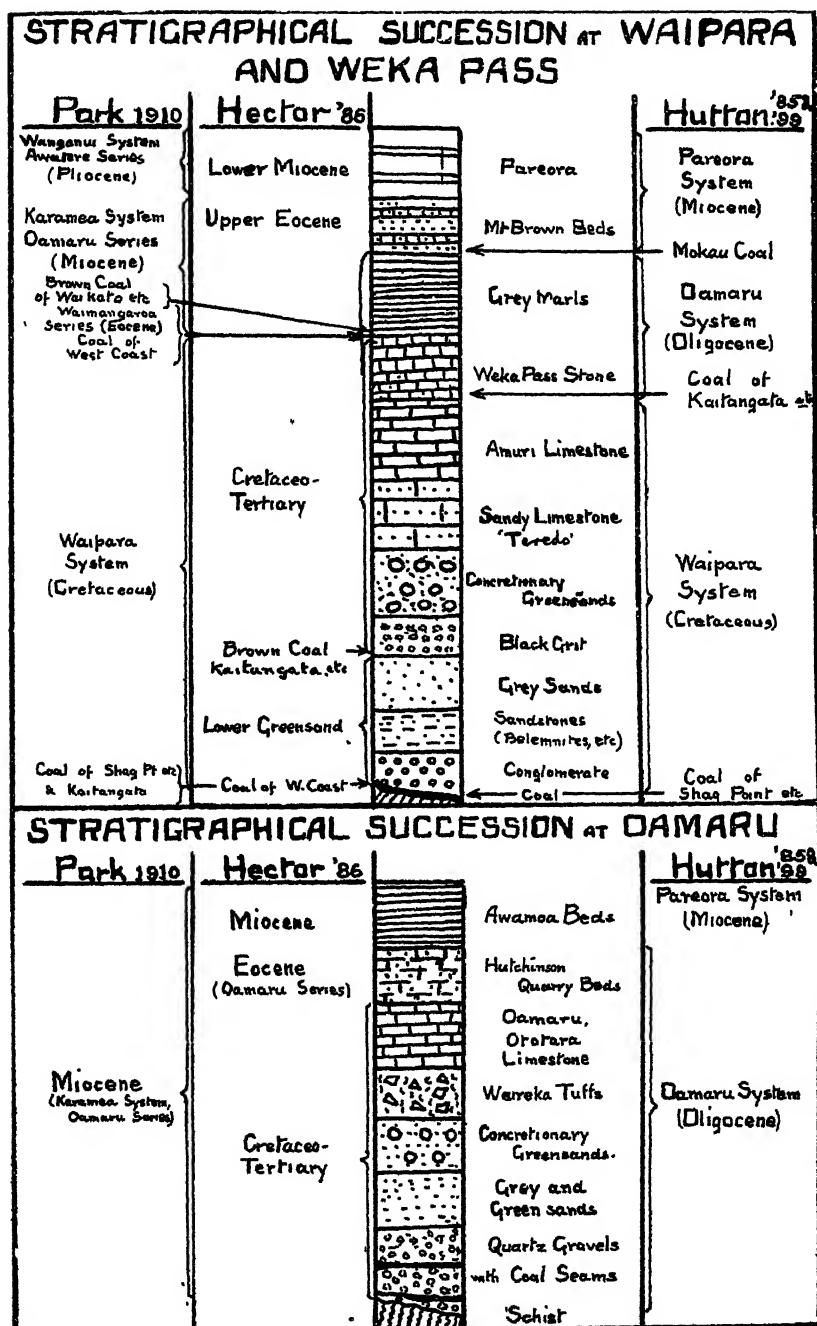 STRATIGRAPHICAL SUCCESSION AT WAIPARA
AND WEKA PASS
Park 1910
Hector '86
Hutton '85 & '99
Wanganui System
Awatere Series
(Pliocene)
Karamea System
Oamaru Series
(Miocene)
Brown Coal
of Waikato etc
Waimangaroa
Series (Eocene)
Coal of
West Coast
Waipara
System
(Cretaceous)
Coal of Shag Pt etc
& Kaitangata
Lower Miocene
Upper Eocene
Cretaceo-
Tertiary
Brown Coal
Kaitungata, etc
Lower Greensand
Coal of W. Coast
Pareora
Mt Brown Beds
Grey Marls
Weka Pass Stone
Amuri Limestone
Sandy Limestone
'Teredo'
Concretionary
Greensands
Black Grit
Grey Sands
Sandstones
(Belemnites, etc)
Conglomerate
Coal
Pareora
System
(Miocene)
Mokau Coal
Oamaru
System
(Oligocene)
Coal of
Kaitangata etc
Waipara
System
(Cretaceous)
Coal of
Shag Point etc
STRATIGRAPHICAL SUCCESSION AT OAMARU
Park 1910
Hector '86
Hutton '85 & '99
Miocene
(Karamea System,
Oamaru Series)
Miocene
Eocene
(Oamaru Series)
Cretaceo-
Tertiary
Awamoa Beds
Hutchinson
Quarry Beds
Oamaru,
Ototara
Limestone
Waireka Tuffs
Concretionary
Greensands.
Grey and
Green sands
Quartz Gravels
with Coal Seams
Schist
Pareora System
(Miocene)
Oamaru System
(Oligocene)